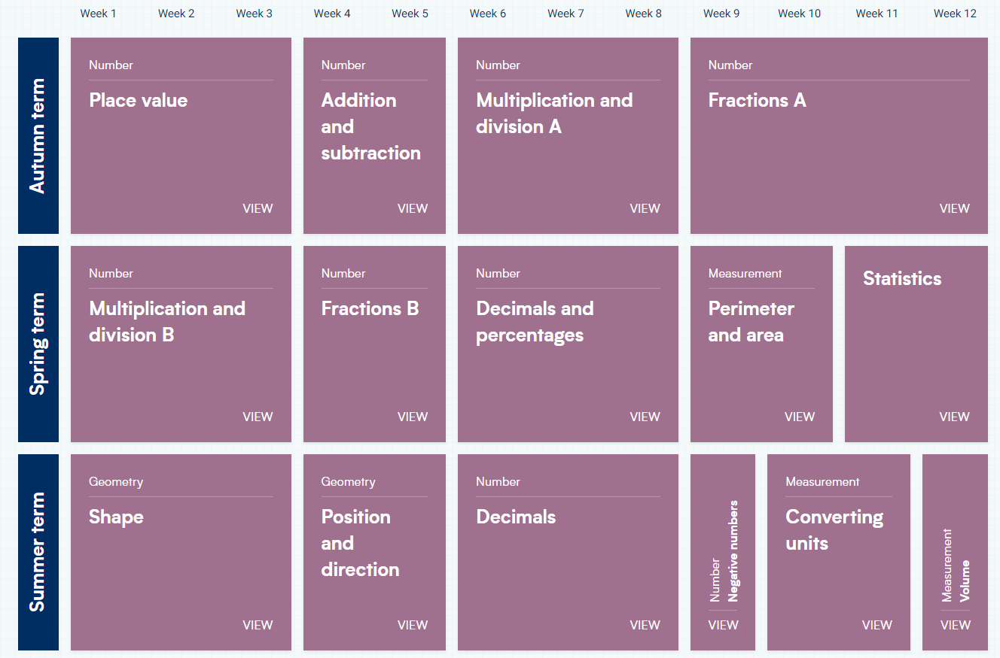 Week 1 Week 2 Week 3 Week 4 Week 5 Week 6 Week 7 Week 8 Week 9 Week 10 Week 11 Week 12
Autumn term
Number
Place value
VIEW
Number
Addition
and
subtraction
VIEW
Number
Multiplication and
division A
VIEW
Number
Fractions A
VIEW
Spring term
Number
Multiplication and
division B
VIEW
Number
Fractions B
VIEW
Number
Decimals and
percentages
VIEW
Measurement
Perimeter
and area
VIEW
Statistics
VIEW
Summer term
Geometry
Shape
VIEW
Geometry
Position
and
direction
VIEW
Number
Decimals
VIEW
Number
Negative numbers
VIEW
Measurement
Converting
units
VIEW
Measurement
Volume
VIEW